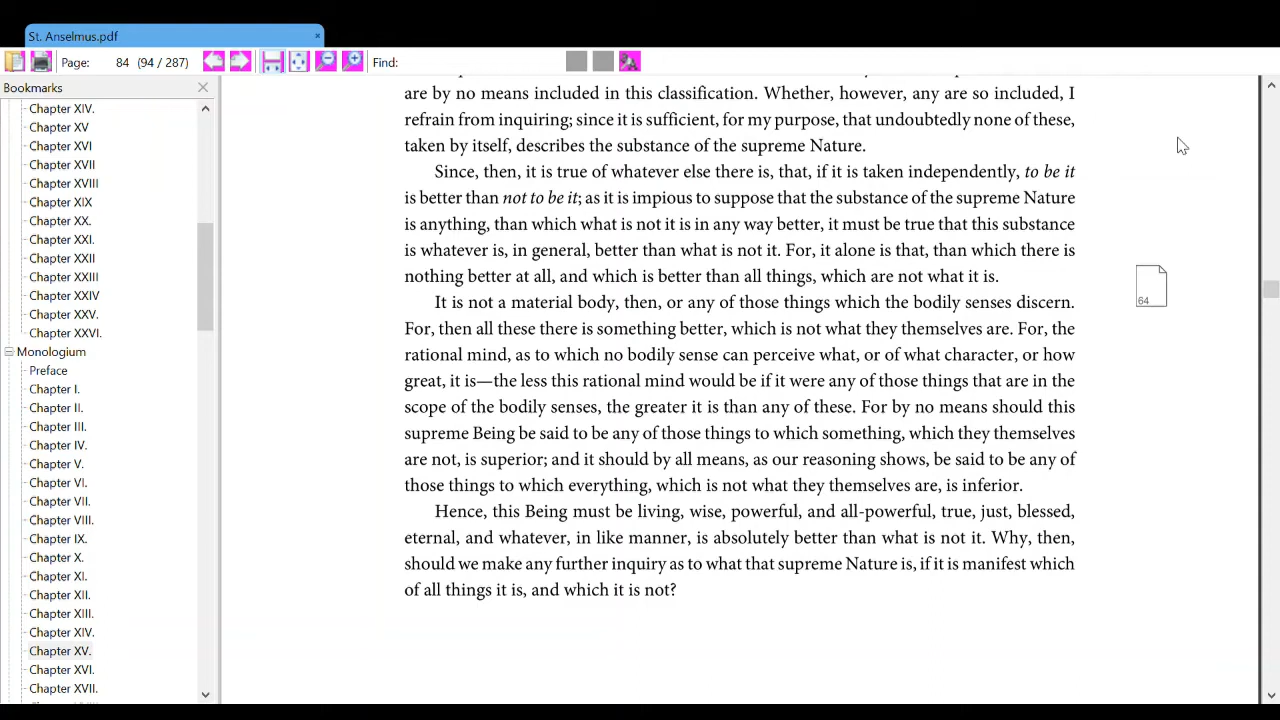 St. Anselmus.pdf
×
Page: 84 (94 / 287) Find:
Bookmarks
Chapter XIV.
Chapter XV
Chapter XVI
Chapter XVII
Chapter XVIII
Chapter XIX
Chapter XX.
Chapter XXI.
Chapter XXII
Chapter XXIII
Chapter XXIV
Chapter XXV.
Chapter XXVI.
Monologium
Preface
Chapter I.
Chapter II.
Chapter III.
Chapter IV.
Chapter V.
Chapter VI.
Chapter VII.
Chapter VIII.
Chapter IX.
Chapter X.
Chapter XI.
Chapter XII.
Chapter XIII.
Chapter XIV.
Chapter XV.
Chapter XVI.
Chapter XVII.
are by no means included in this classification. Whether, however, any are so included, I
refrain from inquiring; since it is sufficient, for my purpose, that undoubtedly none of these,
taken by itself, describes the substance of the supreme Nature.
Since, then, it is true of whatever else there is, that, if it is taken independently, to be it
is better than not to be it; as it is impious to suppose that the substance of the supreme Nature
is anything, than which what is not it is in any way better, it must be true that this substance
is whatever is, in general, better than what is not it. For, it alone is that, than which there is
nothing better at all, and which is better than all things, which are not what it is.
It is not a material body, then, or any of those things which the bodily senses discern.
For, then all these there is something better, which is not what they themselves are. For, the
rational mind, as to which no bodily sense can perceive what, or of what character, or how
great, it is—the less this rational mind would be if it were any of those things that are in the
scope of the bodily senses, the greater it is than any of these. For by no means should this
supreme Being be said to be any of those things to which something, which they themselves
are not, is superior; and it should by all means, as our reasoning shows, be said to be any of
those things to which everything, which is not what they themselves are, is inferior.
Hence, this Being must be living, wise, powerful, and all-powerful, true, just, blessed,
eternal, and whatever, in like manner, is absolutely better than what is not it. Why, then,
should we make any further inquiry as to what that supreme Nature is, if it is manifest which
of all things it is, and which it is not?
64